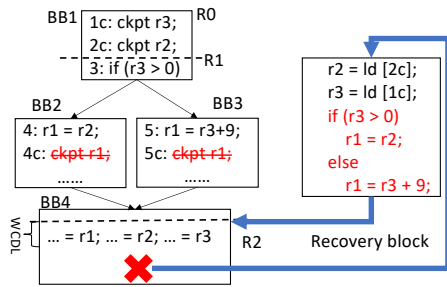 BB1
R0
1c: ckpt r3;
2c: ckpt r2;
R1
3: if (r3 > 0)
BB2
BB3
4: r1 = r2;
4c: ckpt r1;
......
5: r1 = r3+9;
5c: ckpt r1;
......
BB4
WCDL
... = r1; ... = r2; ... = r3
R2
r2 = ld [2c];
r3 = ld [1c];
if (r3 > 0)
r1 = r2;
else
r1 = r3 + 9;
Recovery block